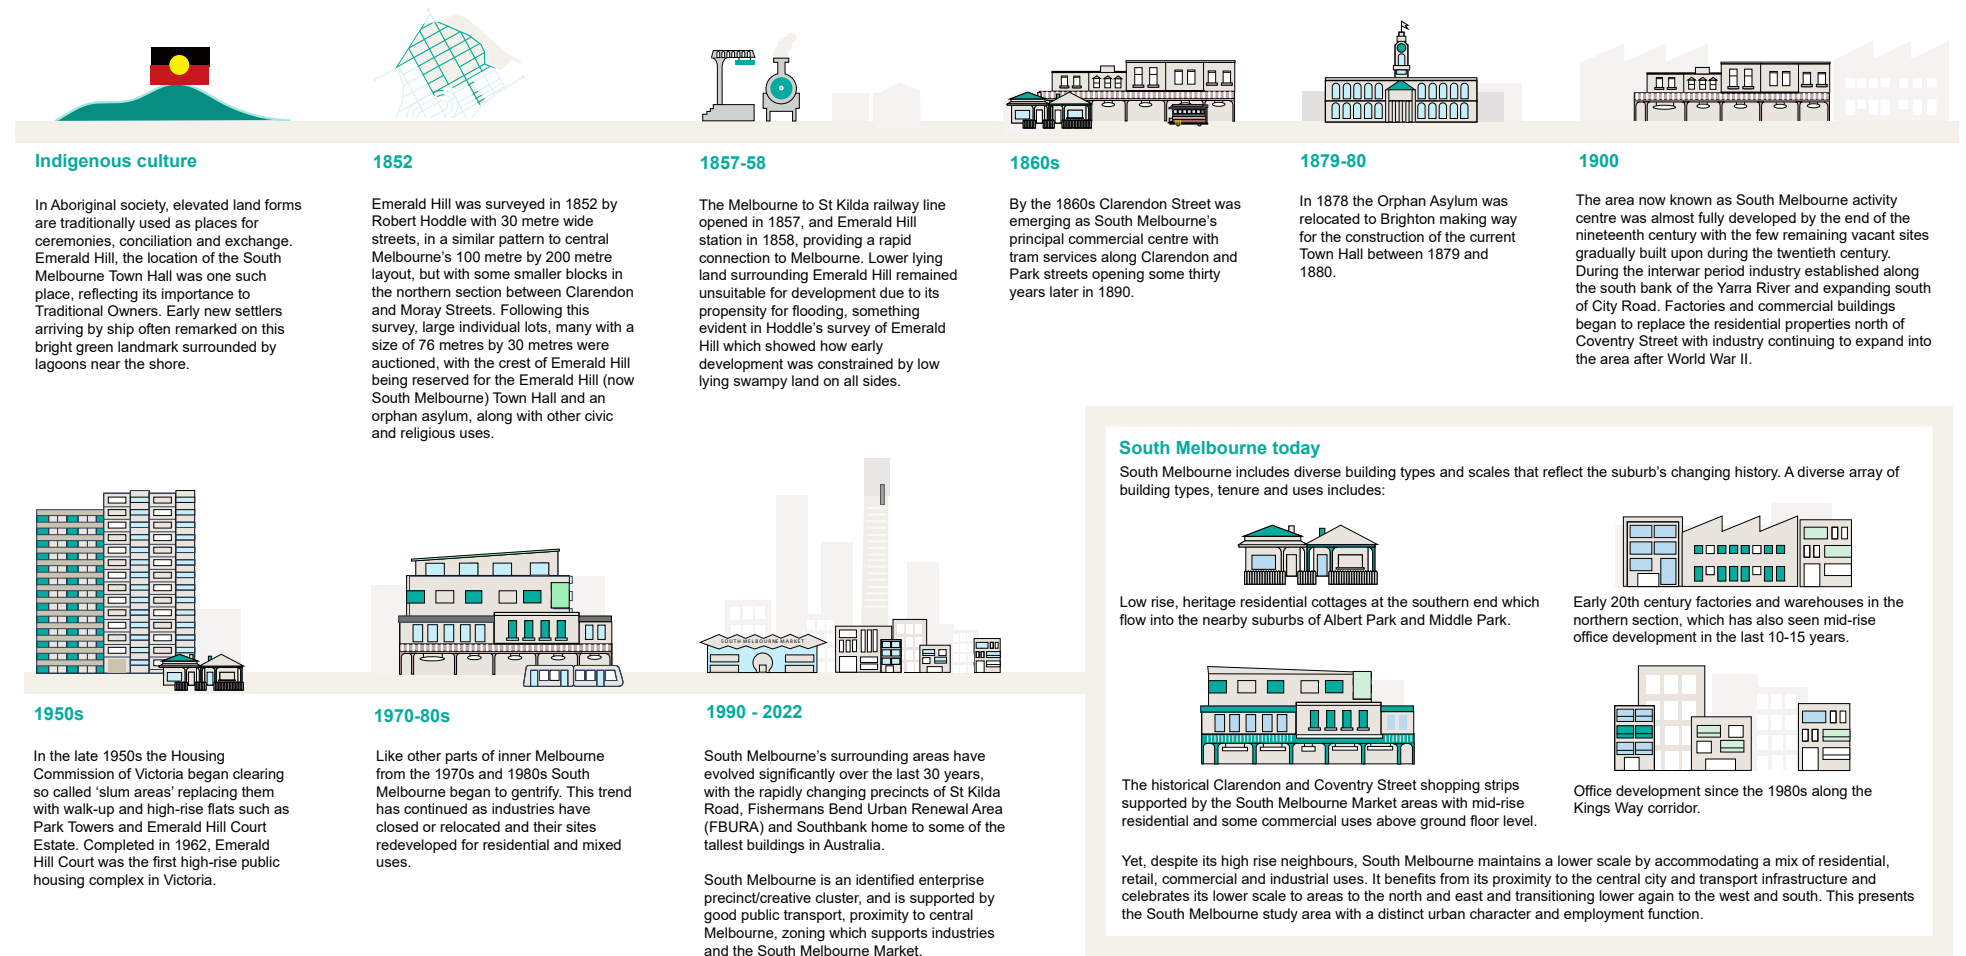 Indigenous culture
In Aboriginal society, elevated land forms
are traditionally used as places for
ceremonies, conciliation and exchange.
Emerald Hill, the location of the South
Melbourne Town Hall was one such
place, reflecting its importance to
Traditional Owners. Early new settlers
arriving by ship often remarked on this
bright green landmark surrounded by
lagoons near the shore.
1852
Emerald Hill was surveyed in 1852 by
Robert Hoddle with 30 metre wide
streets, in a similar pattern to central
Melbourne's 100 metre by 200 metre
layout, but with some smaller blocks in
the northern section between Clarendon
and Moray Streets. Following this
survey, large individual lots, many with a
size of 76 metres by 30 metres were
auctioned, with the crest of Emerald Hill
being reserved for the Emerald Hill (now
South Melbourne) Town Hall and an
orphan asylum, along with other civic
and religious uses.
1857-58
The Melbourne to St Kilda railway line
opened in 1857, and Emerald Hill
station in 1858, providing a rapid
connection to Melbourne. Lower lying
land surrounding Emerald Hill remained
unsuitable for development due to its
propensity for flooding, something
evident in Hoddle's survey of Emerald
Hill which showed how early
development was constrained by low
lying swampy land on all sides.
1860s
By the 1860s Clarendon Street was
emerging as South Melbourne's
principal commercial centre with
tram services along Clarendon and
Park streets opening some thirty
years later in 1890.
1879-80
In 1878 the Orphan Asylum was
relocated to Brighton making way
for the construction of the current
Town Hall between 1879 and
1880.
1900
The area now known as South Melbourne activity
centre was almost fully developed by the end of the
nineteenth century with the few remaining vacant sites
gradually built upon during the twentieth century.
During the interwar period industry established along
the south bank of the Yarra River and expanding south
of City Road. Factories and commercial buildings
began to replace the residential properties north of
Coventry Street with industry continuing to expand into
the area after World War II.
1950s
In the late 1950s the Housing
Commission of Victoria began clearing
so called 'slum areas' replacing them
with walk-up and high-rise flats such as
Park Towers and Emerald Hill Court
Estate. Completed in 1962, Emerald
Hill Court was the first high-rise public
housing complex in Victoria.
1970-80s
Like other parts of inner Melbourne
from the 1970s and 1980s South
Melbourne began to gentrify. This trend
has continued as industries have
closed or relocated and their sites
redeveloped for residential and mixed
uses.
SOUTH MELBOURNE MARKET
1990 - 2022
South Melbourne's surrounding areas have
evolved significantly over the last 30 years,
with the rapidly changing precincts of St Kilda
Road, Fishermans Bend Urban Renewal Area
(FBURA) and Southbank home to some of the
tallest buildings in Australia.
South Melbourne is an identified enterprise
precinct/creative cluster, and is supported by
good public transport, proximity to central
Melbourne, zoning which supports industries
and the South Melbourne Market.
South Melbourne today
South Melbourne includes diverse building types and scales that reflect the suburb's changing history. A diverse array of
building types, tenure and uses includes:
Low rise, heritage residential cottages at the southern end which
flow into the nearby suburbs of Albert Park and Middle Park.
Early 20th century factories and warehouses in the
northern section, which has also seen mid-rise
office development in the last 10-15 years.
The historical Clarendon and Coventry Street shopping strips
supported by the South Melbourne Market areas with mid-rise
residential and some commercial uses above ground floor level.
Office development since the 1980s along the
Kings Way corridor.
Yet, despite its high rise neighbours, South Melbourne maintains a lower scale by accommodating a mix of residential,
retail, commercial and industrial uses. It benefits from its proximity to the central city and transport infrastructure and
celebrates its lower scale to areas to the north and east and transitioning lower again to the west and south. This presents
the South Melbourne study area with a distinct urban character and employment function.